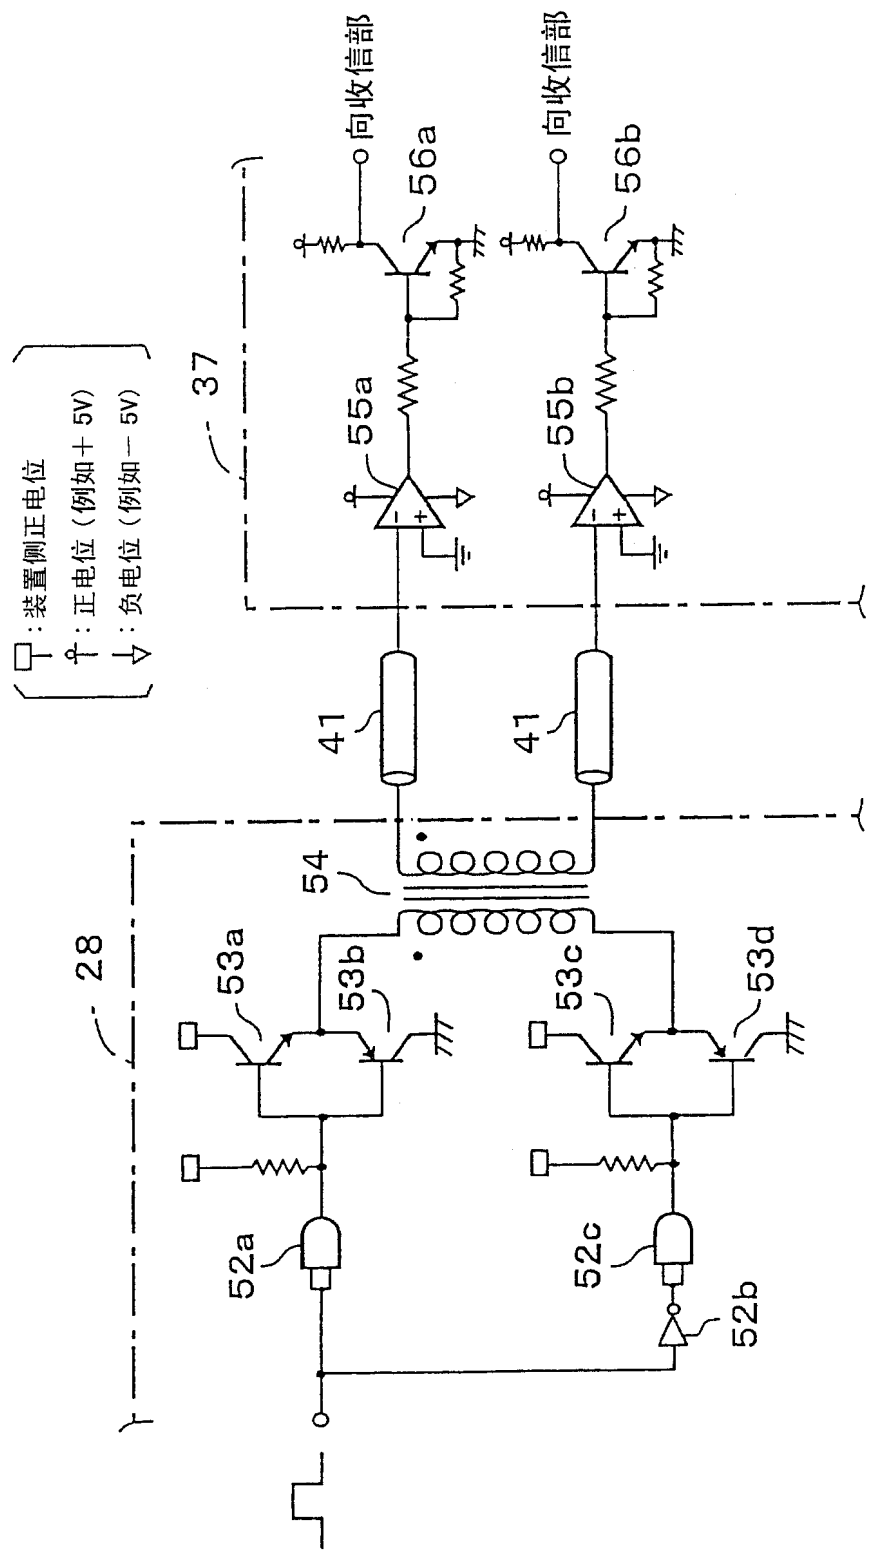 : 装置侧正电位
: 正电位（例如＋5V）
: 负电位（例如－5V）
28
37
52a
52b
52c
53a
53b
53c
53d
54
41
41
55a
55b
56a
56b
－
＋
－
＋
向收信部
向收信部